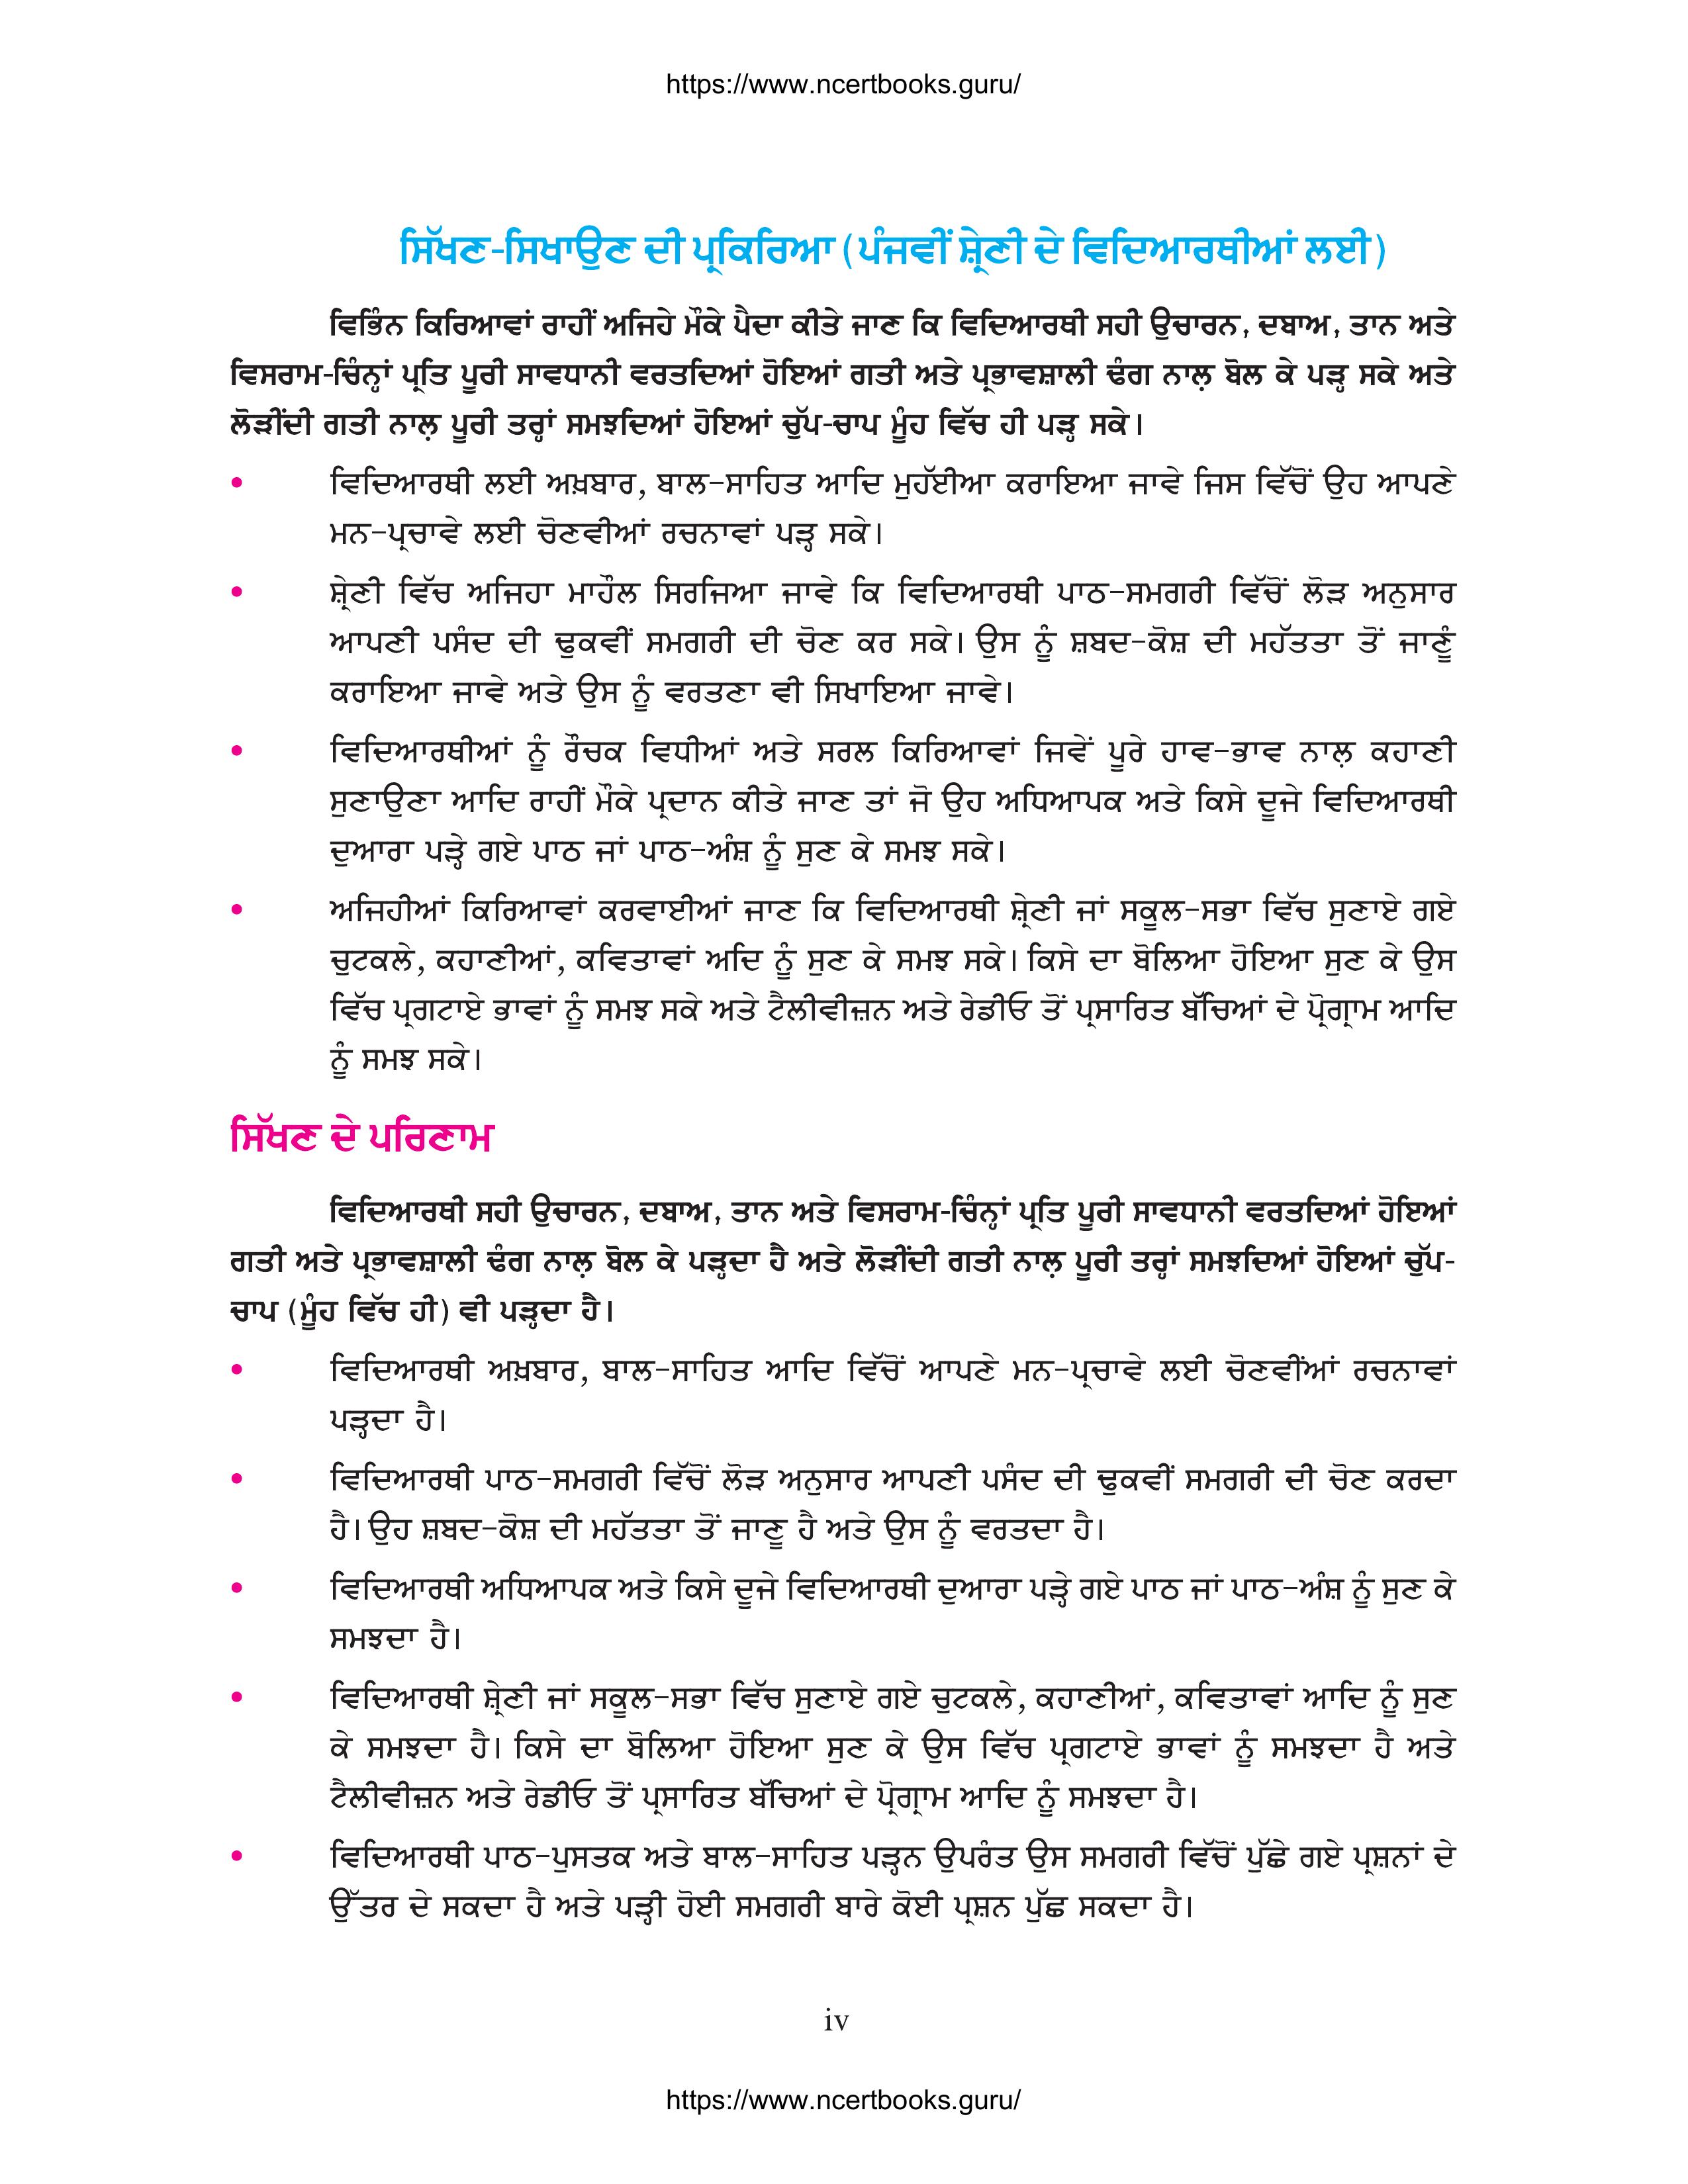 https://www.ncertbooks.guru/
ਸਿੱਖਣ-ਸਿਖਾਉਣ ਦੀ ਪ੍ਰਕਿਰਿਆ (ਪੰਜਵੀਂ ਸ਼੍ਰੇਣੀ ਦੇ ਵਿਦਿਆਰਥੀਆਂ ਲਈ)
ਵਿਭਿੰਨ ਕਿਰਿਆਵਾਂ ਰਾਹੀਂ ਅਜਿਹੇ ਮੌਕੇ ਪੈਦਾ ਕੀਤੇ ਜਾਣ ਕਿ ਵਿਦਿਆਰਥੀ ਸਹੀ ਉਚਾਰਨ, ਦਬਾਅ, ਤਾਨ ਅਤੇ
ਵਿਸਰਾਮ-ਚਿੰਨ੍ਹਾਂ ਪ੍ਰਤਿ ਪੂਰੀ ਸਾਵਧਾਨੀ ਵਰਤਦਿਆਂ ਹੋਇਆਂ ਗਤੀ ਅਤੇ ਪ੍ਰਭਾਵਸ਼ਾਲੀ ਢੰਗ ਨਾਲ਼ ਬੋਲ ਕੇ ਪੜ੍ਹ ਸਕੇ ਅਤੇ
ਲੋੜੀਂਦੀ ਗਤੀ ਨਾਲ਼ ਪੂਰੀ ਤਰ੍ਹਾਂ ਸਮਝਦਿਆਂ ਹੋਇਆਂ ਚੁੱਪ-ਚਾਪ ਮੂੰਹ ਵਿੱਚ ਹੀ ਪੜ੍ਹ ਸਕੇ।
• ਵਿਦਿਆਰਥੀ ਲਈ ਅਖ਼ਬਾਰ, ਬਾਲ-ਸਾਹਿਤ ਆਦਿ ਮੁਹੱਈਆ ਕਰਾਇਆ ਜਾਵੇ ਜਿਸ ਵਿੱਚੋਂ ਉਹ ਆਪਣੇ
ਮਨ-ਪ੍ਰਚਾਵੇ ਲਈ ਚੋਣਵੀਆਂ ਰਚਨਾਵਾਂ ਪੜ੍ਹ ਸਕੇ।
• ਸ਼੍ਰੇਣੀ ਵਿੱਚ ਅਜਿਹਾ ਮਾਹੌਲ ਸਿਰਜਿਆ ਜਾਵੇ ਕਿ ਵਿਦਿਆਰਥੀ ਪਾਠ-ਸਮਗਰੀ ਵਿੱਚੋਂ ਲੋੜ ਅਨੁਸਾਰ
ਆਪਣੀ ਪਸੰਦ ਦੀ ਢੁਕਵੀਂ ਸਮਗਰੀ ਦੀ ਚੋਣ ਕਰ ਸਕੇ। ਉਸ ਨੂੰ ਸ਼ਬਦ-ਕੋਸ਼ ਦੀ ਮਹੱਤਤਾ ਤੋਂ ਜਾਣੂੰ
ਕਰਾਇਆ ਜਾਵੇ ਅਤੇ ਉਸ ਨੂੰ ਵਰਤਣਾ ਵੀ ਸਿਖਾਇਆ ਜਾਵੇ।
• ਵਿਦਿਆਰਥੀਆਂ ਨੂੰ ਰੌਚਕ ਵਿਧੀਆਂ ਅਤੇ ਸਰਲ ਕਿਰਿਆਵਾਂ ਜਿਵੇਂ ਪੂਰੇ ਹਾਵ-ਭਾਵ ਨਾਲ਼ ਕਹਾਣੀ
ਸੁਣਾਉਣਾ ਆਦਿ ਰਾਹੀਂ ਮੌਕੇ ਪ੍ਰਦਾਨ ਕੀਤੇ ਜਾਣ ਤਾਂ ਜੋ ਉਹ ਅਧਿਆਪਕ ਅਤੇ ਕਿਸੇ ਦੂਜੇ ਵਿਦਿਆਰਥੀ
ਦੁਆਰਾ ਪੜ੍ਹੇ ਗਏ ਪਾਠ ਜਾਂ ਪਾਠ-ਅੰਸ਼ ਨੂੰ ਸੁਣ ਕੇ ਸਮਝ ਸਕੇ।
• ਅਜਿਹੀਆਂ ਕਿਰਿਆਵਾਂ ਕਰਵਾਈਆਂ ਜਾਣ ਕਿ ਵਿਦਿਆਰਥੀ ਸ਼੍ਰੇਣੀ ਜਾਂ ਸਕੂਲ-ਸਭਾ ਵਿੱਚ ਸੁਣਾਏ ਗਏ
ਚੁਟਕਲੇ, ਕਹਾਣੀਆਂ, ਕਵਿਤਾਵਾਂ ਅਦਿ ਨੂੰ ਸੁਣ ਕੇ ਸਮਝ ਸਕੇ। ਕਿਸੇ ਦਾ ਬੋਲਿਆ ਹੋਇਆ ਸੁਣ ਕੇ ਉਸ
ਵਿੱਚ ਪ੍ਰਗਟਾਏ ਭਾਵਾਂ ਨੂੰ ਸਮਝ ਸਕੇ ਅਤੇ ਟੈਲੀਵੀਜ਼ਨ ਅਤੇ ਰੇਡੀਓ ਤੋਂ ਪ੍ਰਸਾਰਿਤ ਬੱਚਿਆਂ ਦੇ ਪ੍ਰੋਗ੍ਰਾਮ ਆਦਿ
ਨੂੰ ਸਮਝ ਸਕੇ।
ਸਿੱਖਣ ਦੇ ਪਰਿਣਾਮ
ਵਿਦਿਆਰਥੀ ਸਹੀ ਉਚਾਰਨ, ਦਬਾਅ, ਤਾਨ ਅਤੇ ਵਿਸਰਾਮ-ਚਿੰਨ੍ਹਾਂ ਪ੍ਰਤਿ ਪੂਰੀ ਸਾਵਧਾਨੀ ਵਰਤਦਿਆਂ ਹੋਇਆਂ
ਗਤੀ ਅਤੇ ਪ੍ਰਭਾਵਸ਼ਾਲੀ ਢੰਗ ਨਾਲ਼ ਬੋਲ ਕੇ ਪੜ੍ਹਦਾ ਹੈ ਅਤੇ ਲੋੜੀਂਦੀ ਗਤੀ ਨਾਲ਼ ਪੂਰੀ ਤਰ੍ਹਾਂ ਸਮਝਦਿਆਂ ਹੋਇਆਂ ਚੁੱਪ-
ਚਾਪ (ਮੂੰਹ ਵਿੱਚ ਹੀ) ਵੀ ਪੜ੍ਹਦਾ ਹੈ।
• ਵਿਦਿਆਰਥੀ ਅਖ਼ਬਾਰ, ਬਾਲ-ਸਾਹਿਤ ਆਦਿ ਵਿੱਚੋਂ ਆਪਣੇ ਮਨ-ਪ੍ਰਚਾਵੇ ਲਈ ਚੋਣਵੀਂਆਂ ਰਚਨਾਵਾਂ
ਪੜ੍ਹਦਾ ਹੈ।
• ਵਿਦਿਆਰਥੀ ਪਾਠ-ਸਮਗਰੀ ਵਿੱਚੋਂ ਲੋੜ ਅਨੁਸਾਰ ਆਪਣੀ ਪਸੰਦ ਦੀ ਢੁਕਵੀਂ ਸਮਗਰੀ ਦੀ ਚੋਣ ਕਰਦਾ
ਹੈ। ਉਹ ਸ਼ਬਦ-ਕੋਸ਼ ਦੀ ਮਹੱਤਤਾ ਤੋਂ ਜਾਣੂ ਹੈ ਅਤੇ ਉਸ ਨੂੰ ਵਰਤਦਾ ਹੈ।
• ਵਿਦਿਆਰਥੀ ਅਧਿਆਪਕ ਅਤੇ ਕਿਸੇ ਦੂਜੇ ਵਿਦਿਆਰਥੀ ਦੁਆਰਾ ਪੜ੍ਹੇ ਗਏ ਪਾਠ ਜਾਂ ਪਾਠ-ਅੰਸ਼ ਨੂੰ ਸੁਣ ਕੇ
ਸਮਝਦਾ ਹੈ।
• ਵਿਦਿਆਰਥੀ ਸ਼੍ਰੇਣੀ ਜਾਂ ਸਕੂਲ-ਸਭਾ ਵਿੱਚ ਸੁਣਾਏ ਗਏ ਚੁਟਕਲੇ, ਕਹਾਣੀਆਂ, ਕਵਿਤਾਵਾਂ ਆਦਿ ਨੂੰ ਸੁਣ
ਕੇ ਸਮਝਦਾ ਹੈ। ਕਿਸੇ ਦਾ ਬੋਲਿਆ ਹੋਇਆ ਸੁਣ ਕੇ ਉਸ ਵਿੱਚ ਪ੍ਰਗਟਾਏ ਭਾਵਾਂ ਨੂੰ ਸਮਝਦਾ ਹੈ ਅਤੇ
ਟੈਲੀਵੀਜ਼ਨ ਅਤੇ ਰੇਡੀਓ ਤੋਂ ਪ੍ਰਸਾਰਿਤ ਬੱਚਿਆਂ ਦੇ ਪ੍ਰੋਗ੍ਰਾਮ ਆਦਿ ਨੂੰ ਸਮਝਦਾ ਹੈ।
• ਵਿਦਿਆਰਥੀ ਪਾਠ-ਪੁਸਤਕ ਅਤੇ ਬਾਲ-ਸਾਹਿਤ ਪੜ੍ਹਨ ਉਪਰੰਤ ਉਸ ਸਮਗਰੀ ਵਿੱਚੋਂ ਪੁੱਛੇ ਗਏ ਪ੍ਰਸ਼ਨਾਂ ਦੇ
ਉੱਤਰ ਦੇ ਸਕਦਾ ਹੈ ਅਤੇ ਪੜ੍ਹੀ ਹੋਈ ਸਮਗਰੀ ਬਾਰੇ ਕੋਈ ਪ੍ਰਸ਼ਨ ਪੁੱਛ ਸਕਦਾ ਹੈ।
iv
https://www.ncertbooks.guru/